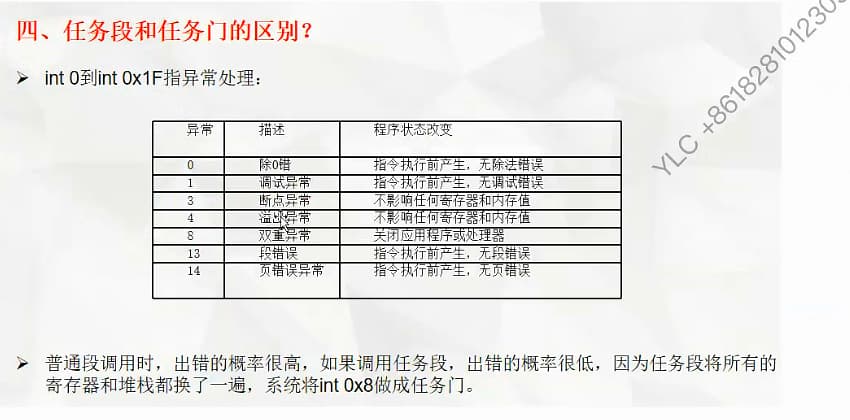 四、任务段和任务门的区别？
➢ int 0到int 0x1F指异常处理：
异常 描述 程序状态改变
0 除0错 指令执行前产生，无除法错误
1 调试异常 指令执行前产生，无调试错误
3 断点异常 不影响任何寄存器和内存值
4 溢出异常 不影响任何寄存器和内存值
8 双重异常 关闭应用程序或处理器
13 段错误 指令执行前产生，无段错误
14 页错误异常 指令执行前产生，无页错误
➢ 普通段调用时，出错的概率很高，如果调用任务段，出错的概率很低，因为任务段将所有的
寄存器和堆栈都换了一遍，系统将int 0x8做成任务门。
YLC +861828101230